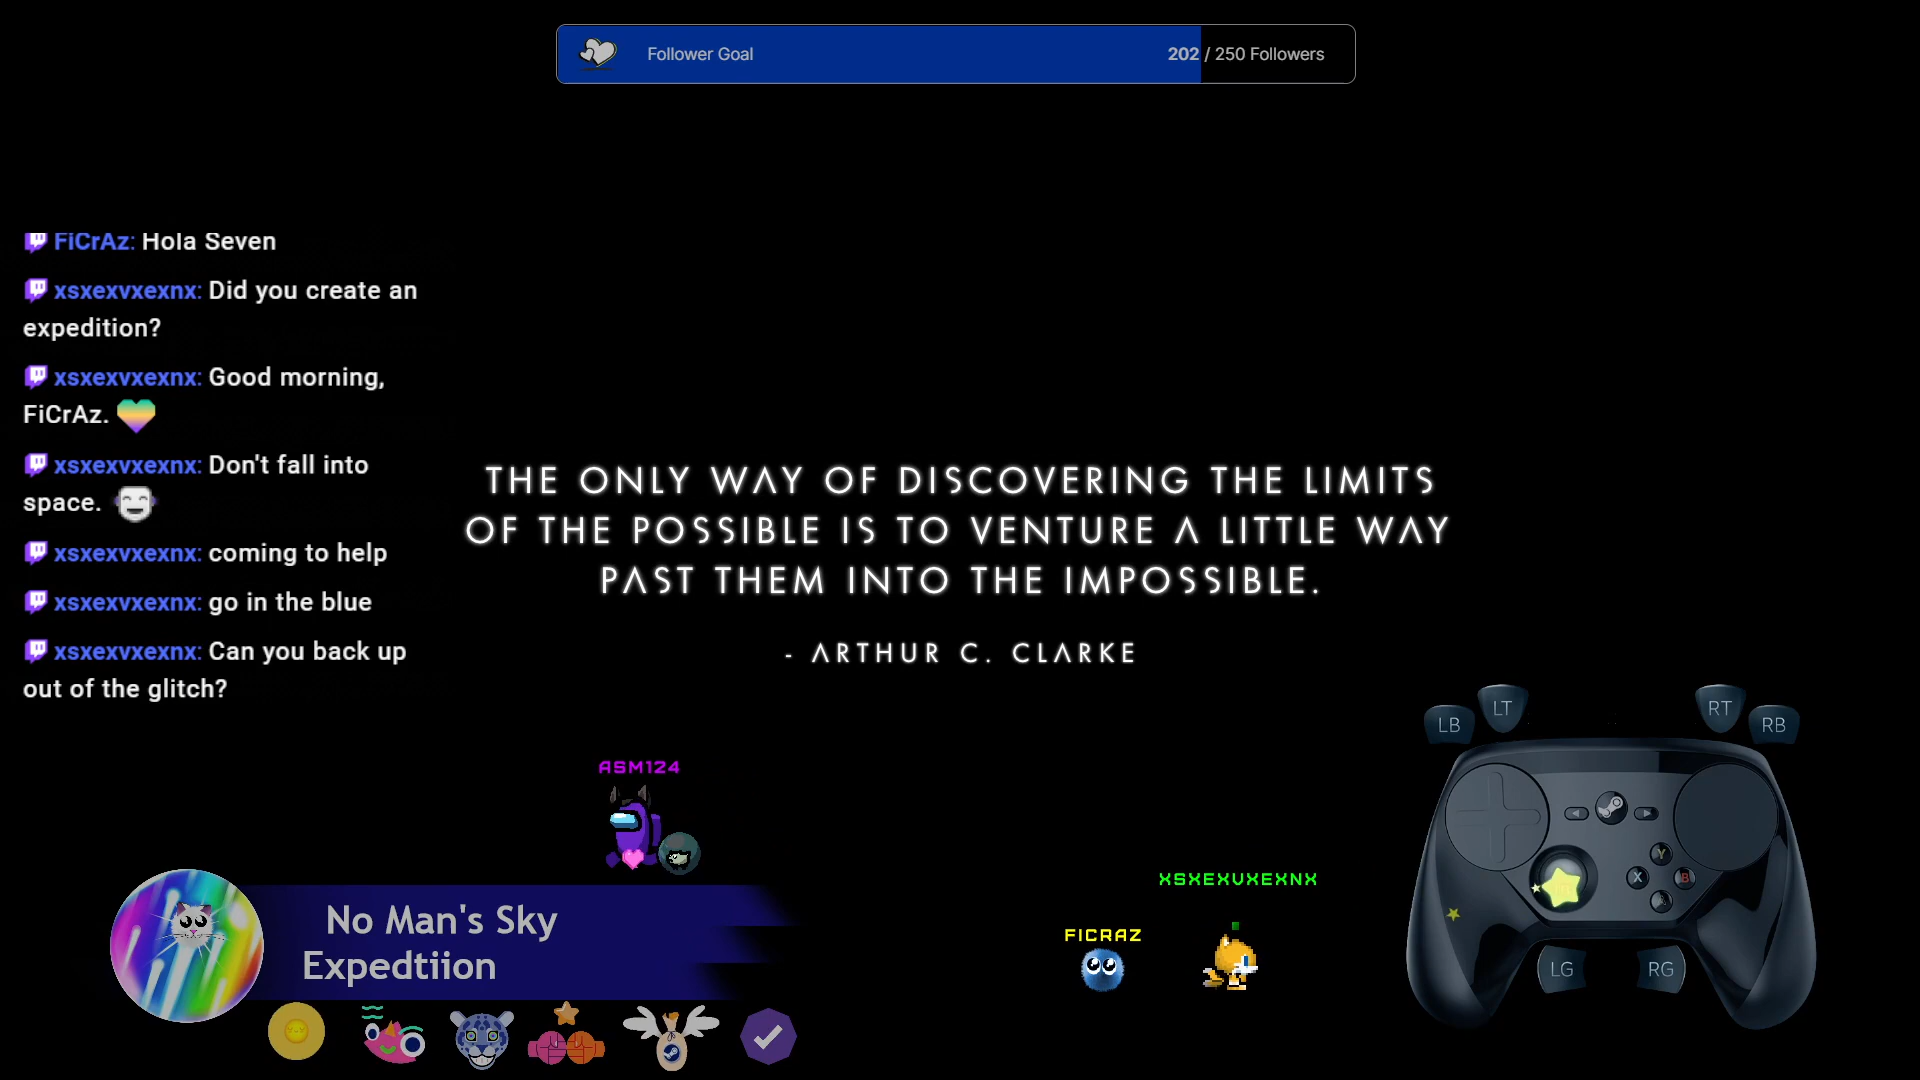 Follower Goal
202 / 250 Followers
FiCrAz: Hola Seven
xsxexvxexnx: Did you create an
expedition?
xsxexvxexnx: Good morning,
FiCrAz.
xsxexvxexnx: Don't fall into
space.
xsxexvxexnx: coming to help
xsxexvxexnx: go in the blue
xsxexvxexnx: Can you back up
out of the glitch?
THE ONLY WAY OF DISCOVERING THE LIMITS
OF THE POSSIBLE IS TO VENTURE A LITTLE WAY
PAST THEM INTO THE IMPOSSIBLE.
- ARTHUR C. CLARKE
ASM124
XSXEXVXEXNX
FICRAZ
No Man's Sky
Expedtiion
LB
LT
RT
RB
Y
X
B
A
LG
RG